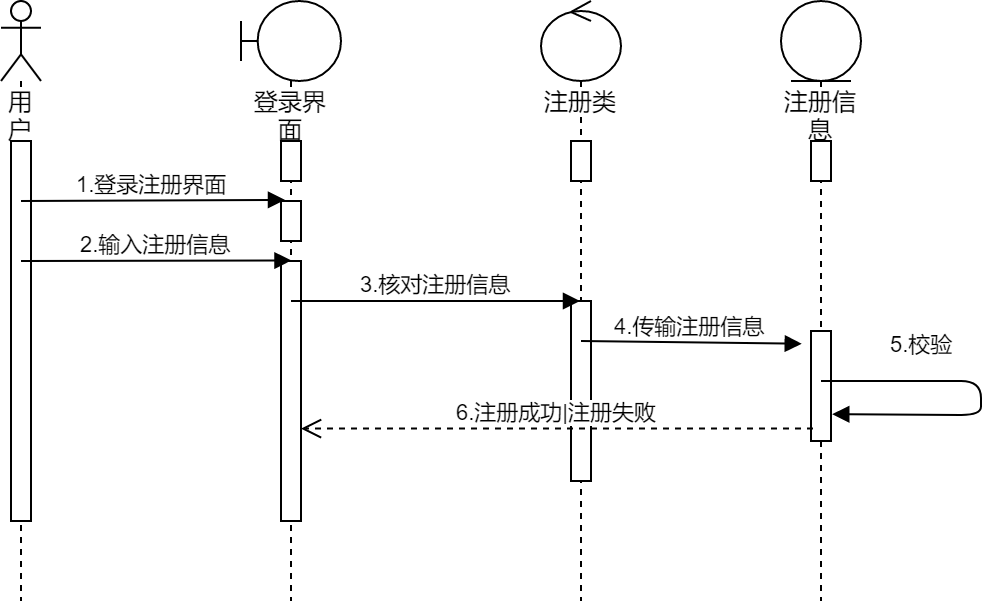 用
户
登录界
面
注册类
注册信
息
1.登录注册界面
2.输入注册信息
3.核对注册信息
4.传输注册信息
5.校验
6.注册成功|注册失败